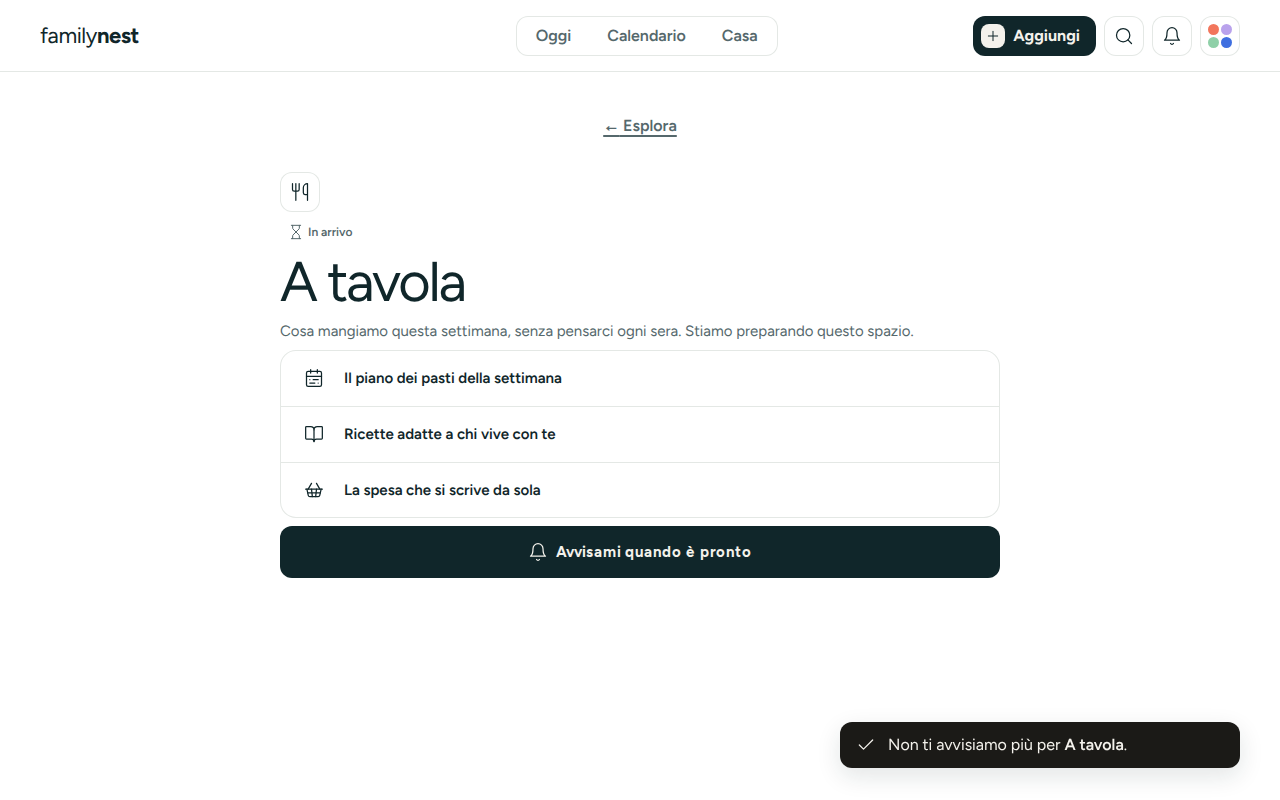 familynest
Oggi
Calendario
Casa
Aggiungi
← Esplora
In arrivo
A tavola
Cosa mangiamo questa settimana, senza pensarci ogni sera. Stiamo preparando questo spazio.
Il piano dei pasti della settimana
Ricette adatte a chi vive con te
La spesa che si scrive da sola
Avvisami quando è pronto
Non ti avvisiamo più per A tavola.